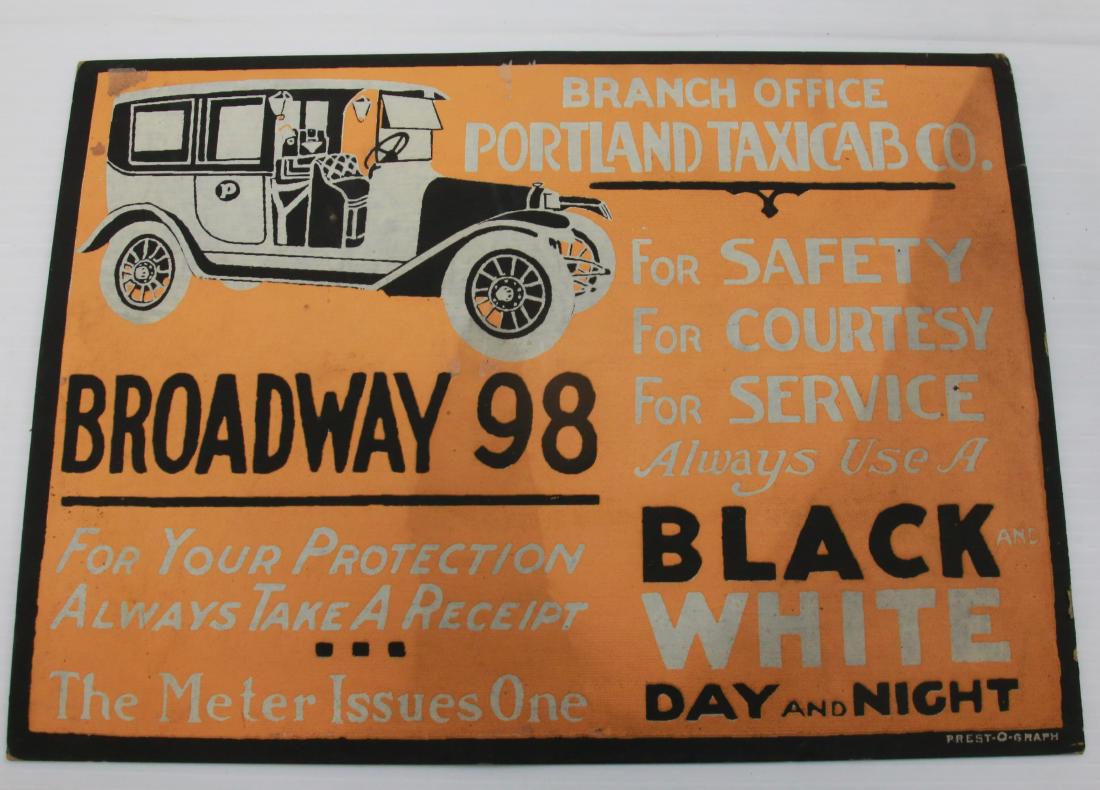 BRANCH OFFICE
PORTLAND TAXICAB CO.
P
FOR SAFETY
FOR COURTESY
FOR SERVICE
Always Use A
BLACK AND
WHITE
DAY AND NIGHT
BROADWAY 98
FOR YOUR PROTECTION
ALWAYS TAKE A RECEIPT
The Meter Issues One
PREST-O-GRAPH